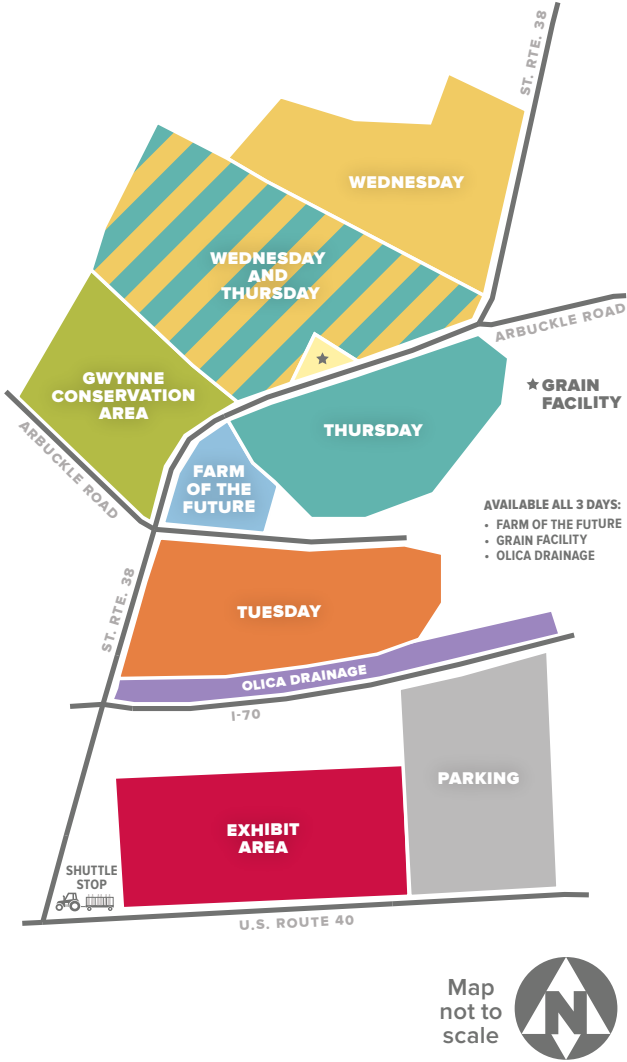 ST. RTE. 38
WEDNESDAY
WEDNESDAY
AND
THURSDAY
ARBUCKLE ROAD
GWYNNE
CONSERVATION
AREA
★ GRAIN
FACILITY
THURSDAY
ARBUCKLE ROAD
FARM
OF THE
FUTURE
AVAILABLE ALL 3 DAYS:
• FARM OF THE FUTURE
• GRAIN FACILITY
• OLICA DRAINAGE
ST. RTE. 38
TUESDAY
OLICA DRAINAGE
I-70
PARKING
EXHIBIT
AREA
SHUTTLE
STOP
U.S. ROUTE 40
Map
not to
scale
N